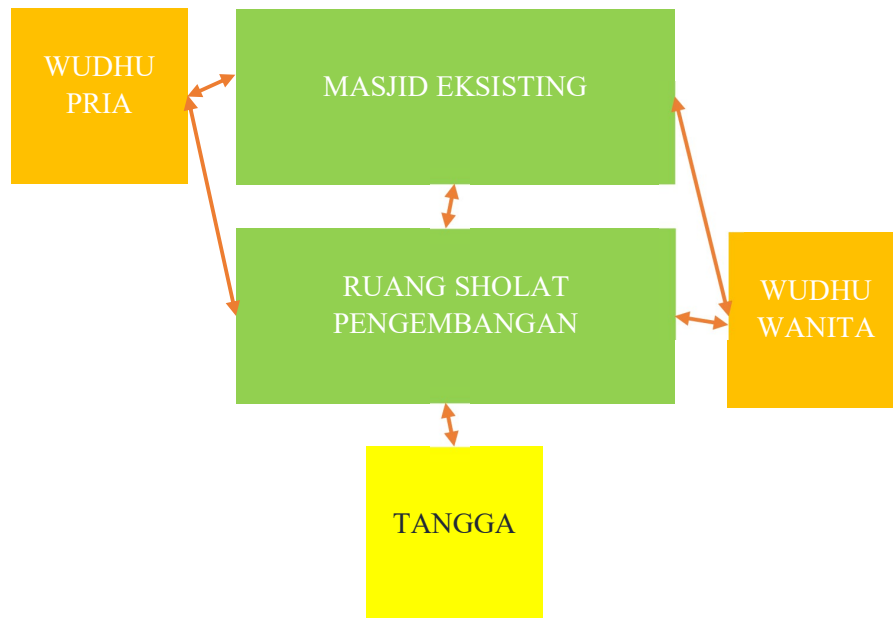 WUDHU
PRIA
MASJID EKSISTING
RUANG SHOLAT
PENGEMBANGAN
WUDHU
WANITA
TANGGA